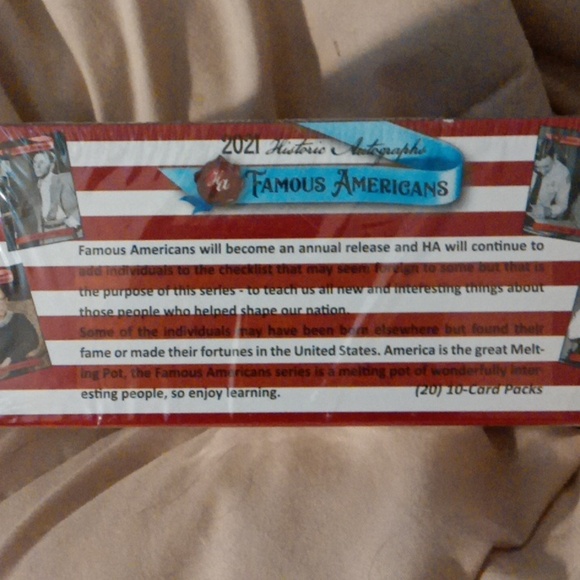 2021 Historic Autographs
Ha FAMOUS AMERICANS
Famous Americans will become an annual release and HA will continue to
add individuals to the checklist that may seem foreign to some but that is
the purpose of this series - to teach us all new and interesting things about
those people who helped shape our nation.
Some of the individuals may have been born elsewhere but found their
fame or made their fortunes in the United States. America is the great Melt-
ing Pot, the Famous Americans series is a melting pot of wonderfully inter-
esting people, so enjoy learning. (20) 10-Card Packs